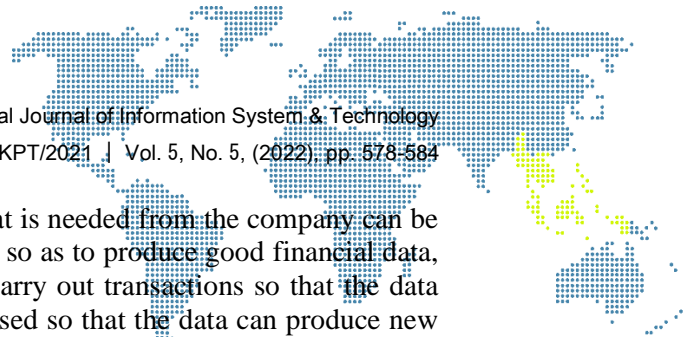 al Journal of Information System & Technology
KPT/2021 | Vol. 5, No. 5, (2022), pp. 578-584
at is needed from the company can be
so as to produce good financial data,
arry out transactions so that the data
sed so that the data can produce new